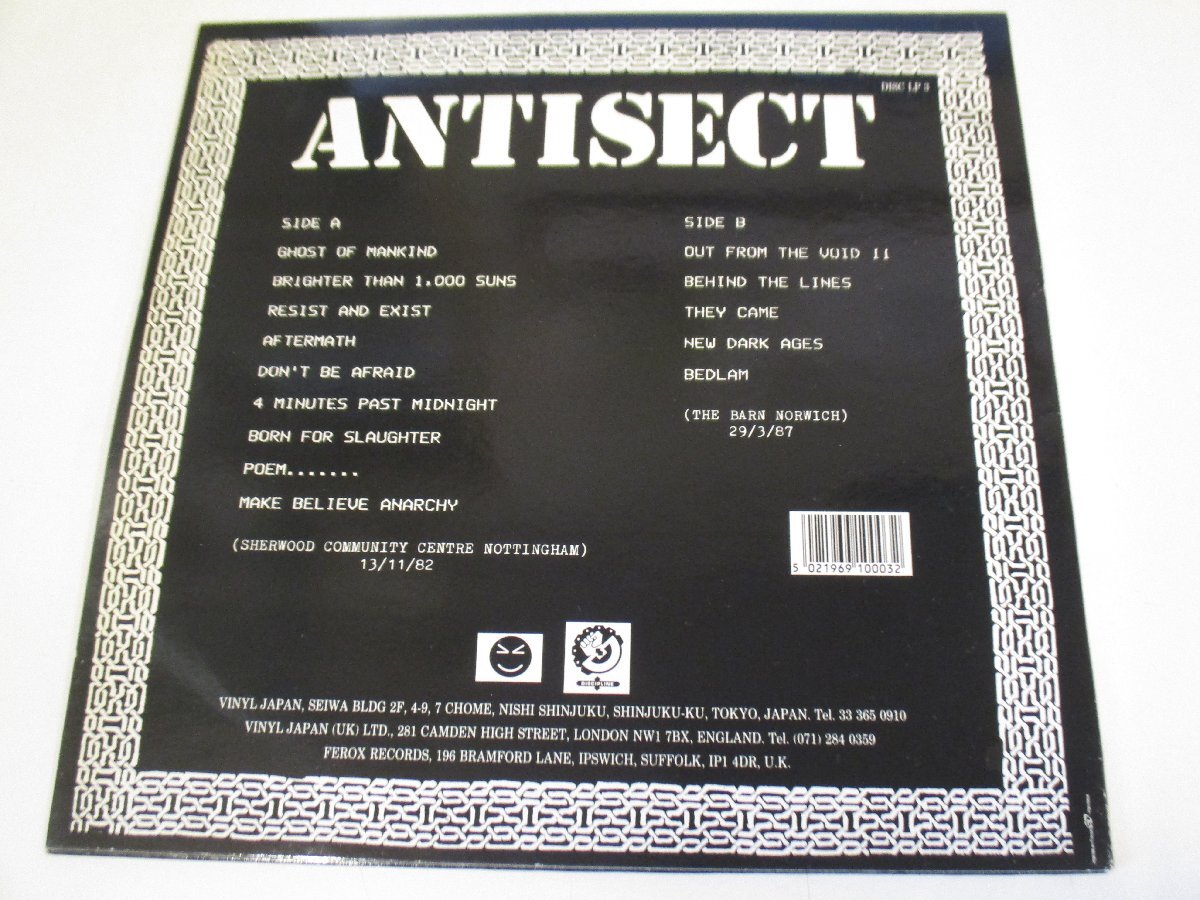 DISC LP 3
ANTISECT
SIDE A
GHOST OF MANKIND
BRIGHTER THAN 1.000 SUNS
RESIST AND EXIST
AFTERMATH
DON'T BE AFRAID
4 MINUTES PAST MIDNIGHT
BORN FOR SLAUGHTER
POEM.......
MAKE BELIEVE ANARCHY
(SHERWOOD COMMUNITY CENTRE NOTTINGHAM)
13/11/82
SIDE B
OUT FROM THE VOID 11
BEHIND THE LINES
THEY CAME
NEW DARK AGES
BEDLAM
(THE BARN NORWICH)
29/3/87
5 021969 100032
DISCIPLINE
VINYL JAPAN, SEIWA BLDG 2F, 4-9, 7 CHOME, NISHI SHINJUKU, SHINJUKU-KU, TOKYO, JAPAN. Tel. 33 365 0910
VINYL JAPAN (UK) LTD., 281 CAMDEN HIGH STREET, LONDON NW1 7BX, ENGLAND. Tel. (071) 284 0359
FEROX RECORDS, 196 BRAMFORD LANE, IPSWICH, SUFFOLK, IP1 4DR, U.K.